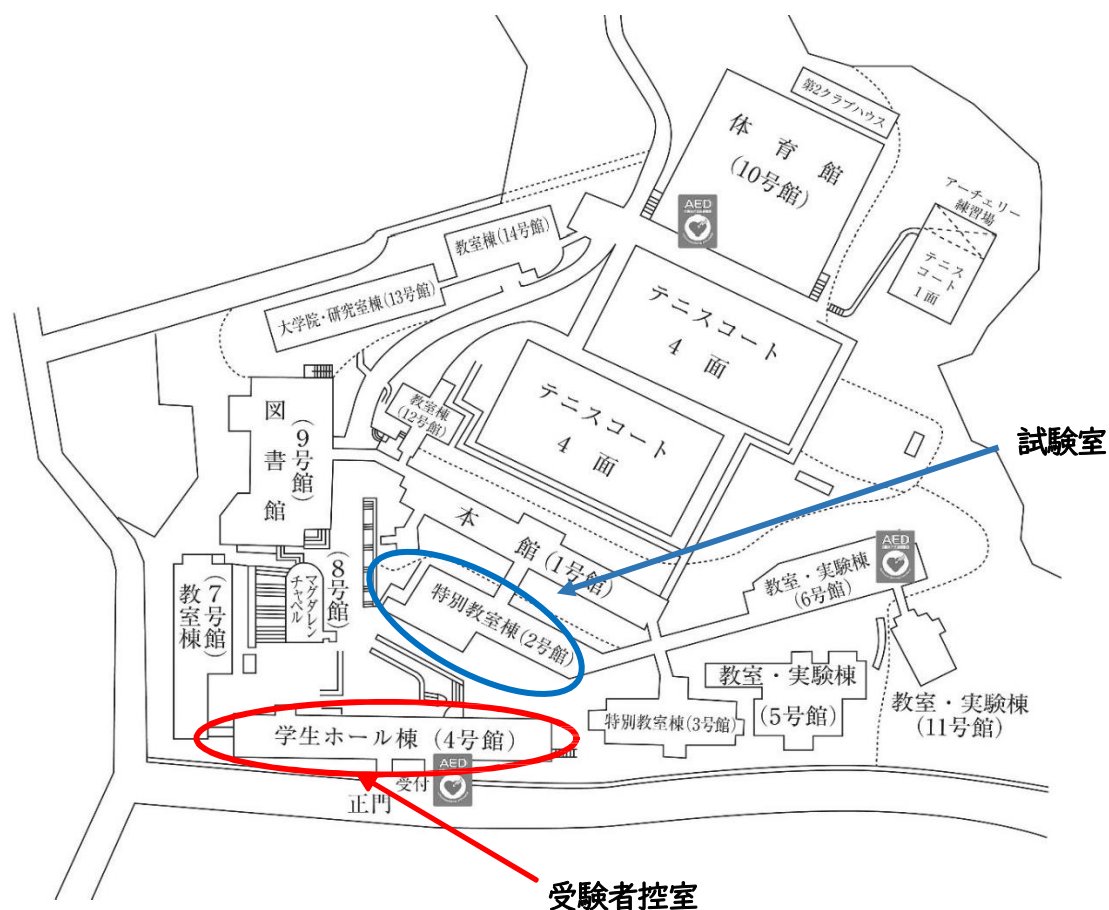 第2クラブハウス
体育館
(10号館)
アーチェリー
練習場
AED
教室棟(14号館)
テニス
コート
1面
大学院・研究室棟(13号館)
テニスコート
4面
教室棟
(12号館)
テニスコート
4面
試験室
図書館
(9号館)
本館(1号館)
AED
(8号館)
マグダレン
チャペル
(7号館)
教室棟
特別教室棟(2号館)
教室・実験棟
(6号館)
教室・実験棟
(5号館)
教室・実験棟
(11号館)
特別教室棟(3号館)
学生ホール棟(4号館)
AED
受付
正門
受験者控室